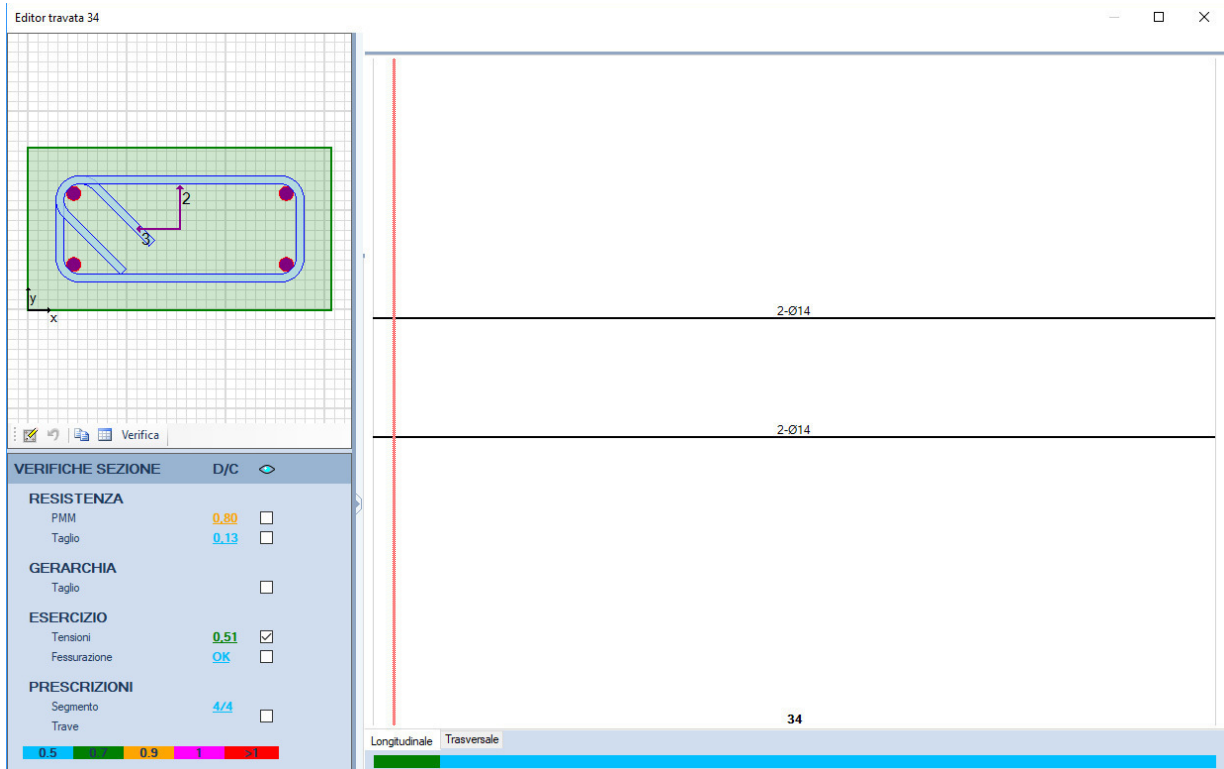 Editor travata 34
2
3
y
x
Verifica
VERIFICHE SEZIONE D/C
RESISTENZA
PMM 0,80
Taglio 0,13
GERARCHIA
Taglio
ESERCIZIO
Tensioni 0,51
Fessurazione OK
PRESCRIZIONI
Segmento 4/4
Trave
0.5 0.7 0.9 1 >1
2-Ø14
2-Ø14
34
Longitudinale Trasversale